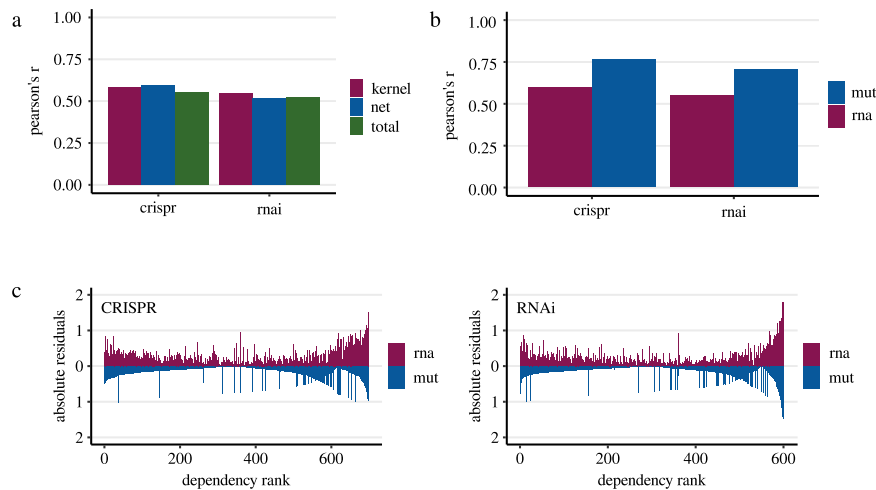 a
1.00
0.75
0.50
0.25
0.00
pearson's r
crispr
rnai
kernel
net
total
b
1.00
0.75
0.50
0.25
0.00
pearson's r
crispr
rnai
mut
rna
c
CRISPR
2
1
0
1
2
absolute residuals
0
200
400
600
dependency rank
rna
mut
RNAi
2
1
0
1
2
absolute residuals
0
200
400
600
dependency rank
rna
mut